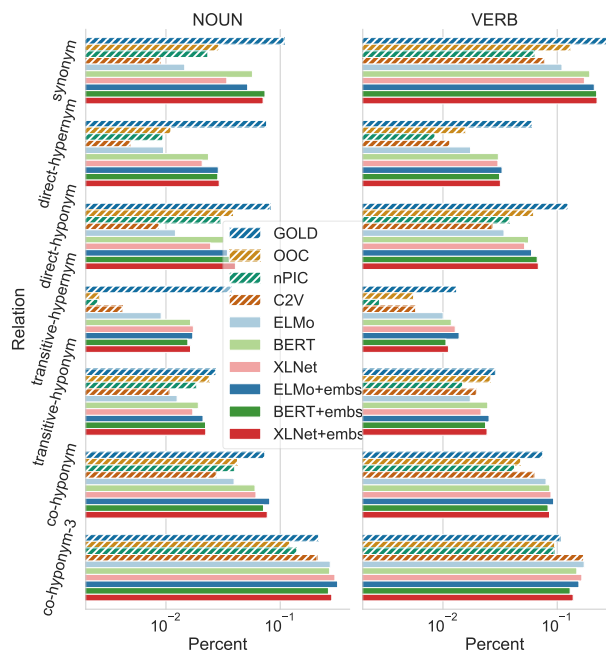 NOUN
VERB
Relation
synonym
direct-hypernym
direct-hyponym
transitive-hypernym
transitive-hyponym
co-hyponym
co-hyponym-3
GOLD
OOC
nPIC
C2V
ELMo
BERT
XLNet
ELMo+embs
BERT+embs
XLNet+embs
10⁻² 10⁻¹
10⁻² 10⁻¹
Percent
Percent